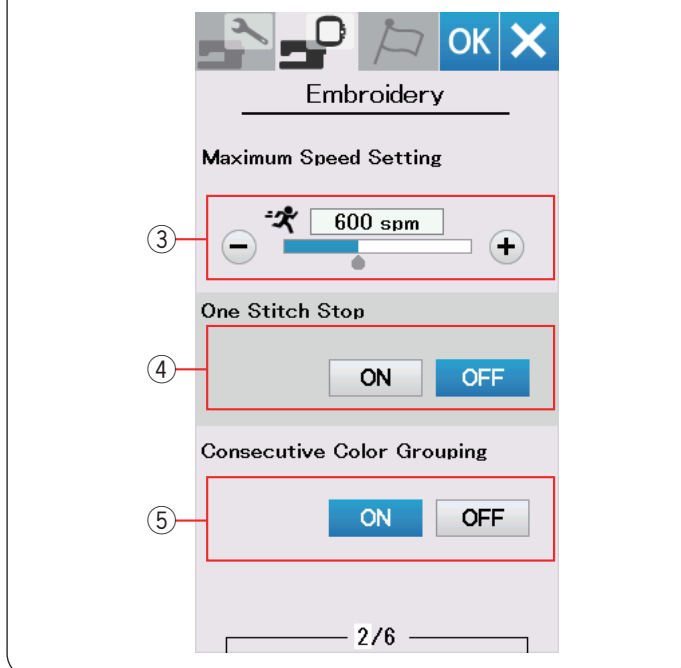 OK
Embroidery
Maximum Speed Setting
③ 600 spm
− +
One Stitch Stop
④ ON OFF
Consecutive Color Grouping
⑤ ON OFF
2/6